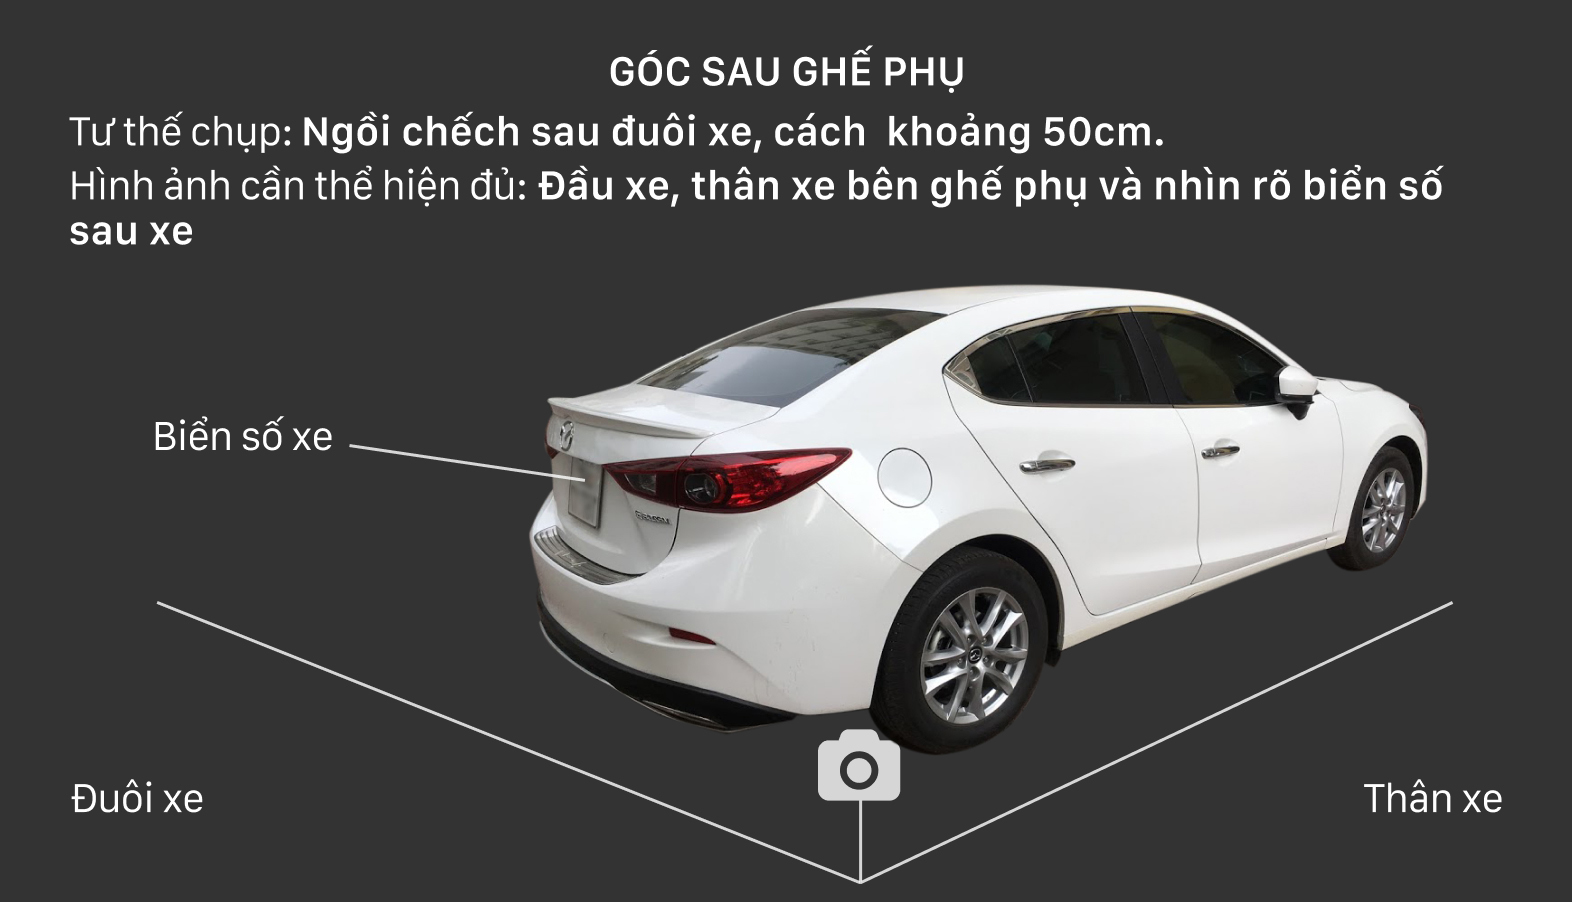 GÓC SAU GHẾ PHỤ
Tư thế chụp: Ngồi chếch sau đuôi xe, cách khoảng 50cm.
Hình ảnh cần thể hiện đủ: Đầu xe, thân xe bên ghế phụ và nhìn rõ biển số
sau xe
Biển số xe
Đuôi xe
Thân xe